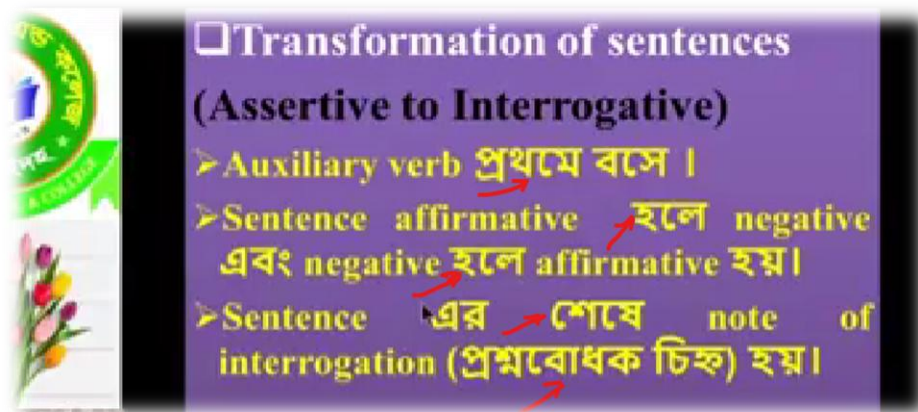 ❑Transformation of sentences
(Assertive to Interrogative)
➢Auxiliary verb প্রথমে বসে ।
➢Sentence affirmative হলে negative
এবং negative হলে affirmative হয়।
➢Sentence এর শেষে note of
interrogation (প্রশ্নবোধক চিহ্ন) হয়।